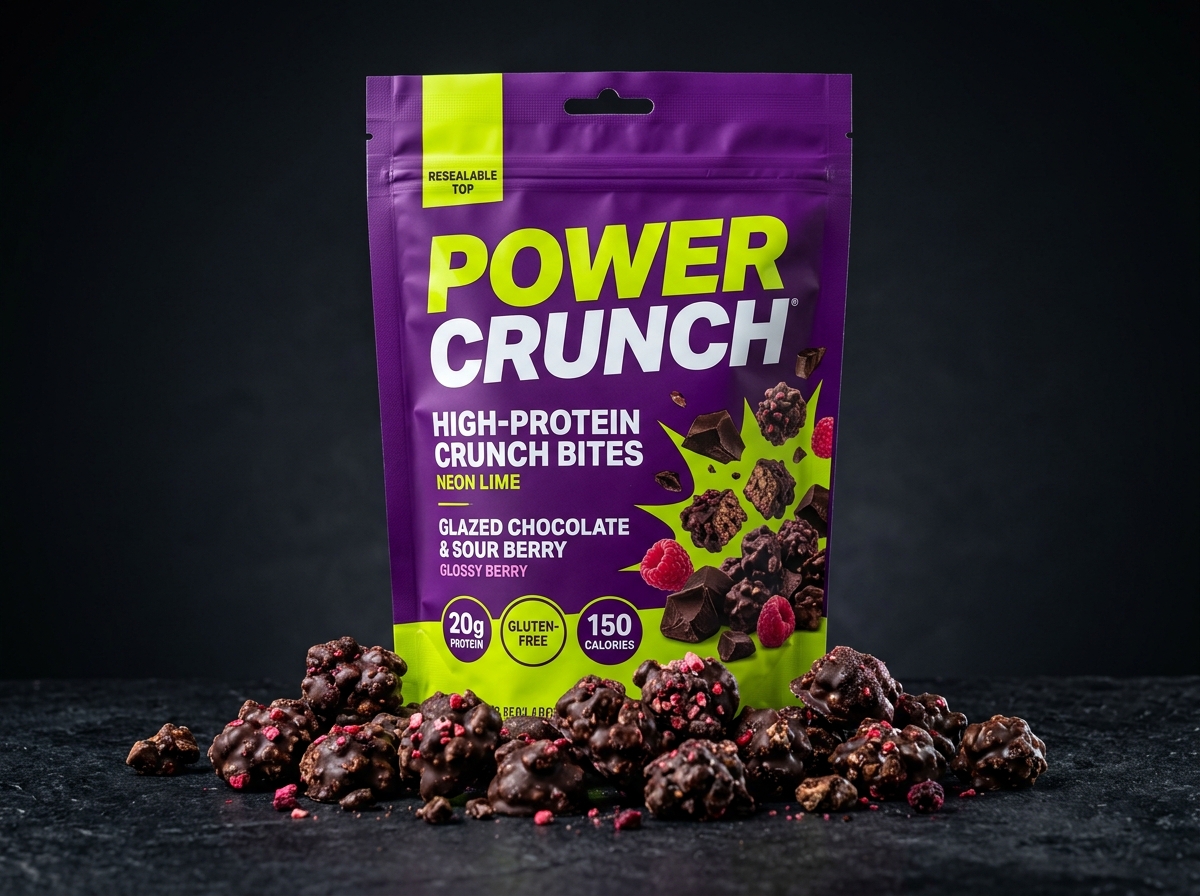 RESEALABLE
TOP
POWER
CRUNCH®
HIGH-PROTEIN
CRUNCH BITES
NEON LIME
GLAZED CHOCOLATE
& SOUR BERRY
GLOSSY BERRY
20g
PROTEIN
GLUTEN-
FREE
150
CALORIES